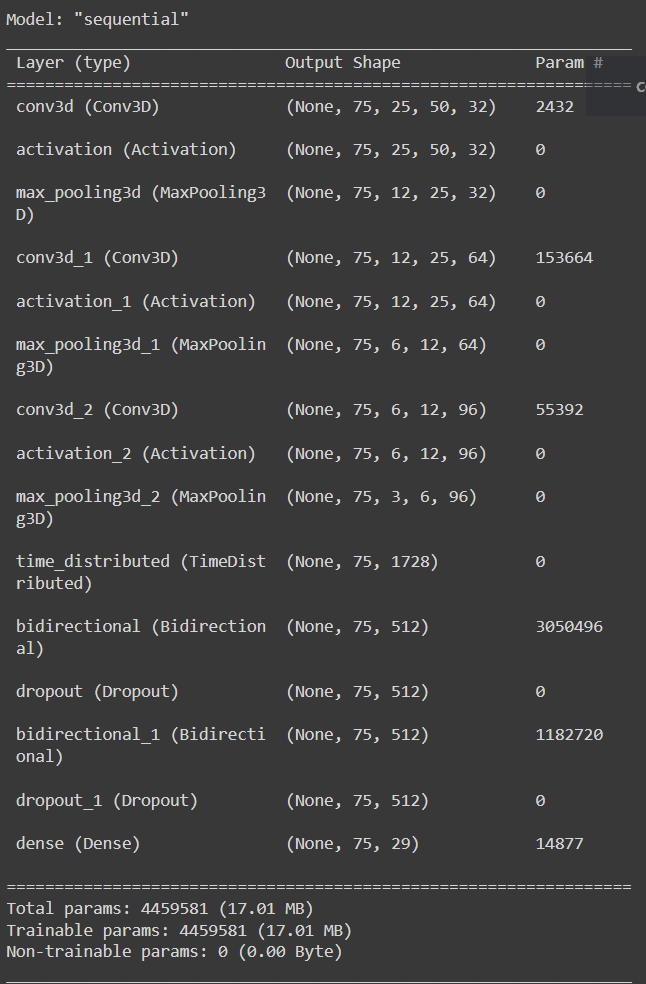 Model: "sequential"
Layer (type) Output Shape Param #
conv3d (Conv3D) (None, 75, 25, 50, 32) 2432
activation (Activation) (None, 75, 25, 50, 32) 0
max_pooling3d (MaxPooling3 (None, 75, 12, 25, 32) 0
D)
conv3d_1 (Conv3D) (None, 75, 12, 25, 64) 153664
activation_1 (Activation) (None, 75, 12, 25, 64) 0
max_pooling3d_1 (MaxPoolin (None, 75, 6, 12, 64) 0
g3D)
conv3d_2 (Conv3D) (None, 75, 6, 12, 96) 55392
activation_2 (Activation) (None, 75, 6, 12, 96) 0
max_pooling3d_2 (MaxPoolin (None, 75, 3, 6, 96) 0
g3D)
time_distributed (TimeDist (None, 75, 1728) 0
ributed)
bidirectional (Bidirection (None, 75, 512) 3050496
al)
dropout (Dropout) (None, 75, 512) 0
bidirectional_1 (Bidirecti (None, 75, 512) 1182720
onal)
dropout_1 (Dropout) (None, 75, 512) 0
dense (Dense) (None, 75, 29) 14877
Total params: 4459581 (17.01 MB)
Trainable params: 4459581 (17.01 MB)
Non-trainable params: 0 (0.00 Byte)